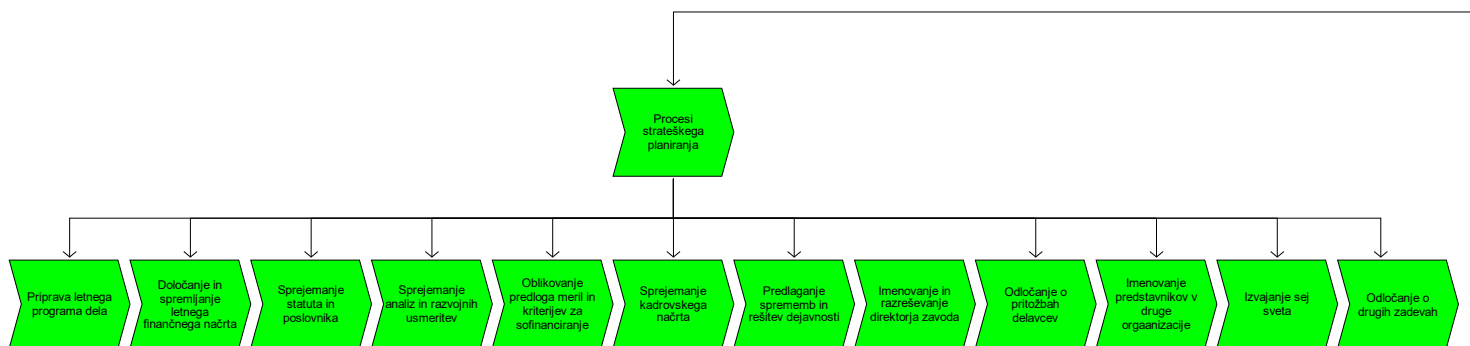 Procesi
strateškega
planiranja
Priprava letnega
programa dela
Določanje in
spremljanje
letnega
finančnega načrta
Sprejemanje
statuta in
poslovnika
Sprejemanje
analiz in razvojnih
usmeritev
Oblikovanje
predloga meril in
kriterijev za
sofinanciranje
Sprejemanje
kadrovskega
načrta
Predlaganje
sprememb in
rešitev dejavnosti
Imenovanje in
razreševanje
direktorja zavoda
Odločanje o
pritožbah
delavcev
Imenovanje
predstavnikov v
druge
orgaanizacije
Izvajanje sej
sveta
Odločanje o
drugih zadevah